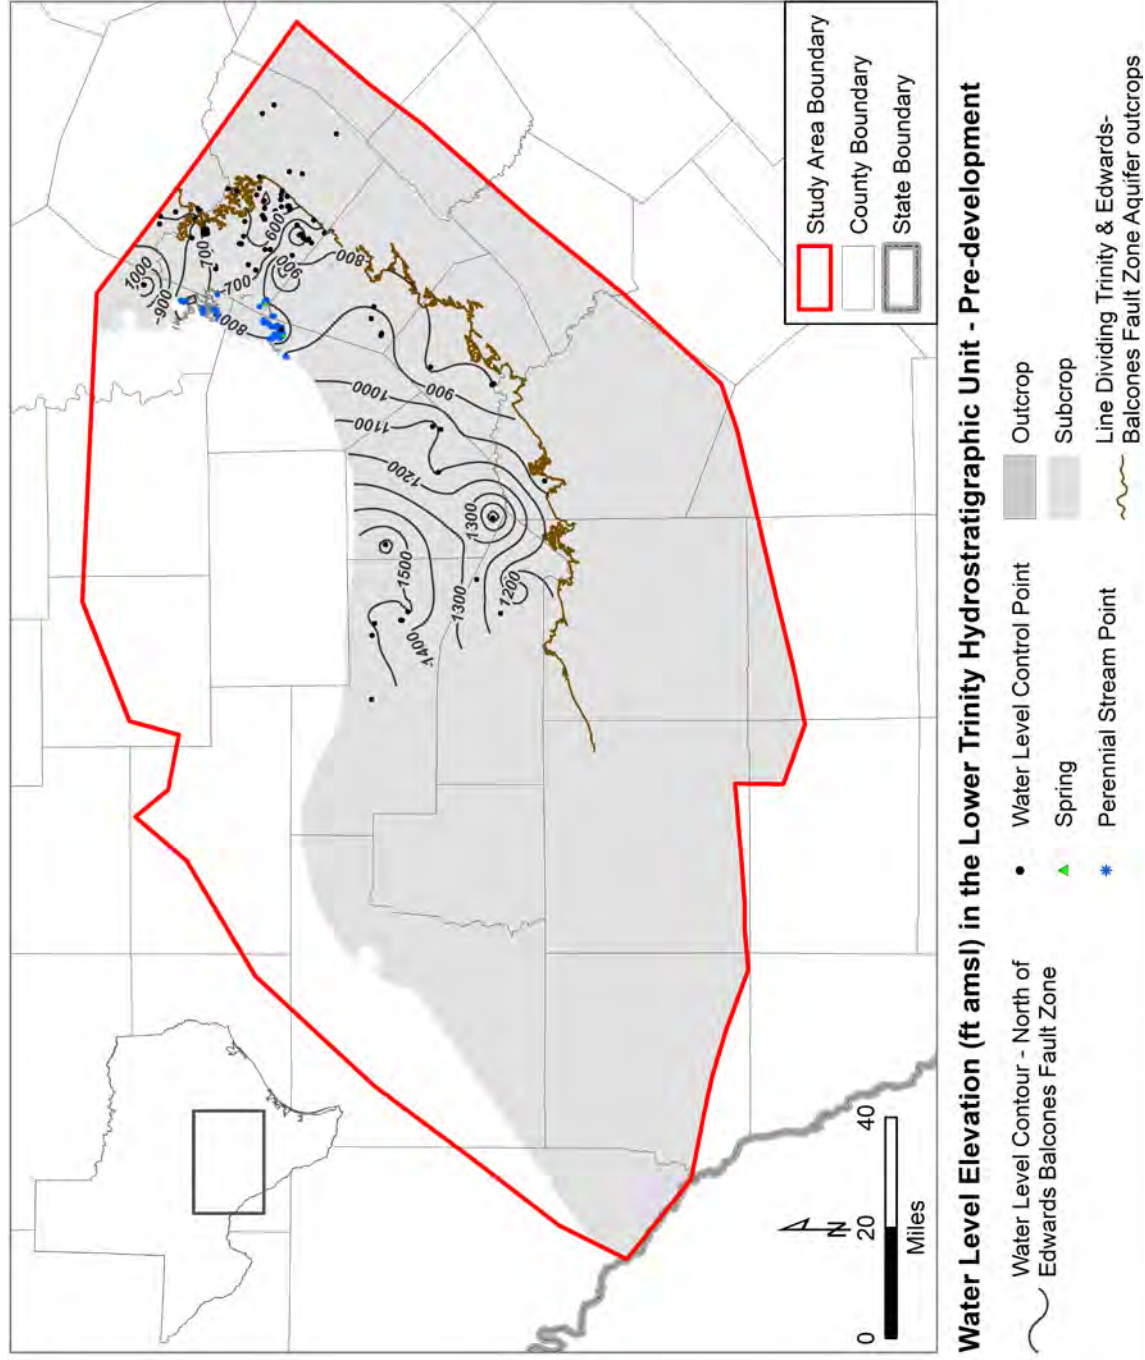 1000
900
700
700
600
800
900
800
900
1000
1100
1200
1300
1500
1400
1300
1200
Study Area Boundary
County Boundary
State Boundary
N
0 20 40
Miles
Water Level Elevation (ft amsl) in the Lower Trinity Hydrostratigraphic Unit - Pre-development
Water Level Contour - North of
Edwards Balcones Fault Zone
Water Level Control Point
Spring
Perennial Stream Point
Outcrop
Subcrop
Line Dividing Trinity & Edwards-
Balcones Fault Zone Aquifer outcrops